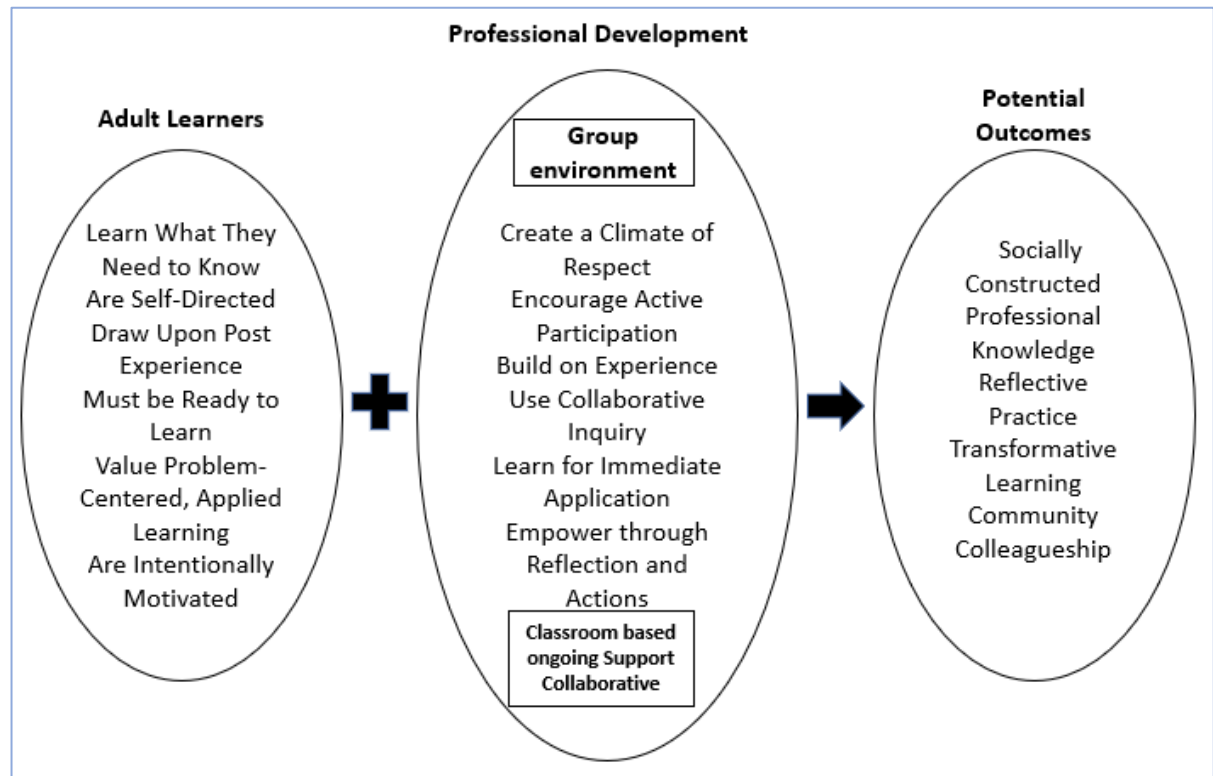 Professional Development
Adult Learners
Learn What They
Need to Know
Are Self-Directed
Draw Upon Post
Experience
Must be Ready to
Learn
Value Problem-
Centered, Applied
Learning
Are Intentionally
Motivated
Group
environment
Create a Climate of
Respect
Encourage Active
Participation
Build on Experience
Use Collaborative
Inquiry
Learn for Immediate
Application
Empower through
Reflection and
Actions
Classroom based
ongoing Support
Collaborative
Potential
Outcomes
Socially
Constructed
Professional
Knowledge
Reflective
Practice
Transformative
Learning
Community
Colleagueship